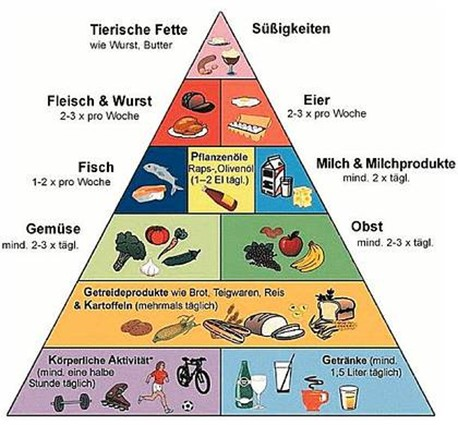 Tierische Fette
wie Wurst, Butter
Süßigkeiten
Fleisch & Wurst
2-3 x pro Woche
Eier
2-3 x pro Woche
Fisch
1-2 x pro Woche
Pflanzenöle
Raps-,Olivenöl
(1–2 El tägl.)
Milch & Milchprodukte
mind. 2 x tägl.
Gemüse
mind. 2-3 x tägl.
Obst
mind. 2-3 x tägl.
Getreideprodukte wie Brot, Teigwaren, Reis
& Kartoffeln (mehrmals täglich)
Körperliche Aktivität*
(mind. eine halbe
Stunde täglich)
Getränke (mind.
1,5 Liter täglich)